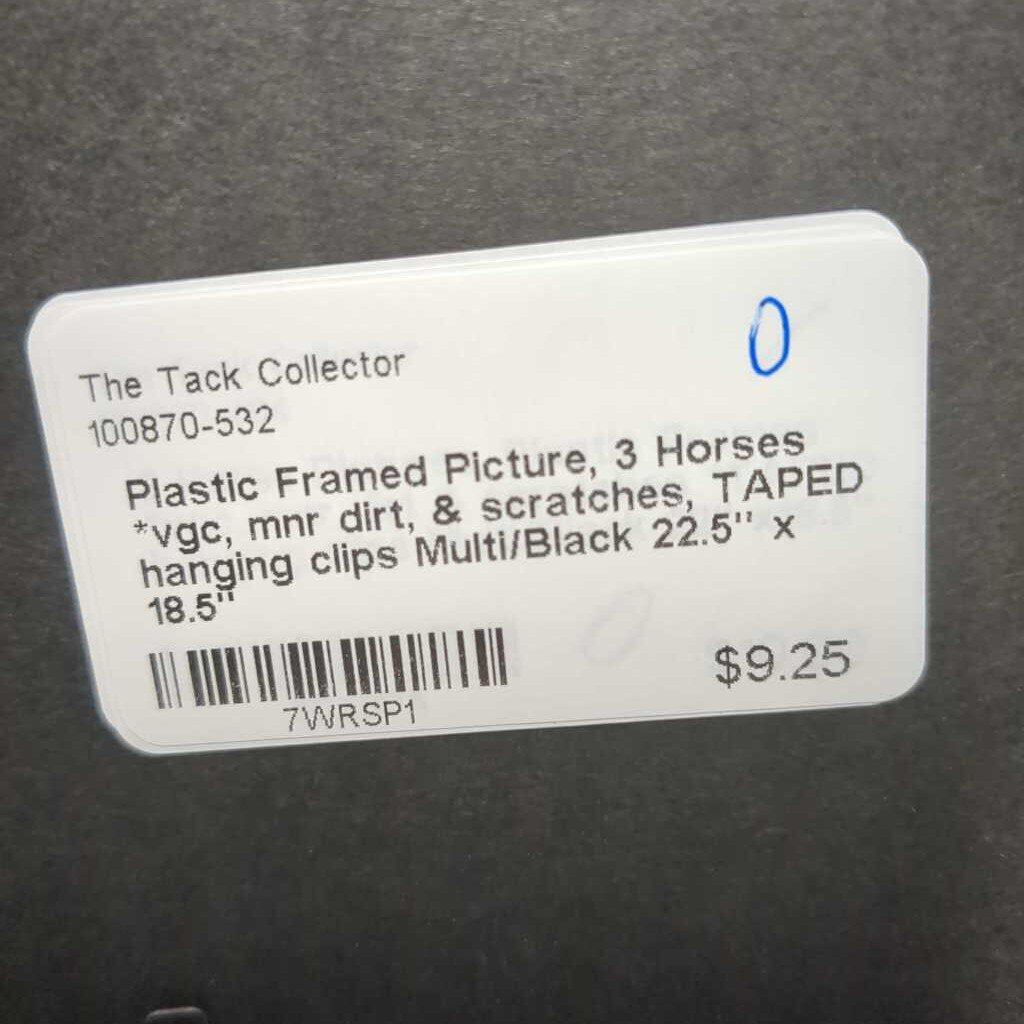 0
The Tack Collector
100870-532
Plastic Framed Picture, 3 Horses
*vgc, mnr dirt, & scratches, TAPED
hanging clips Multi/Black 22.5" x
18.5"
7WRSP1
$9.25